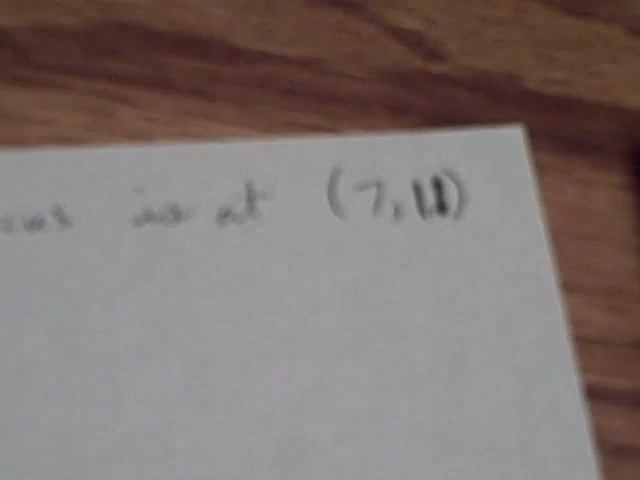 is at (7,11)